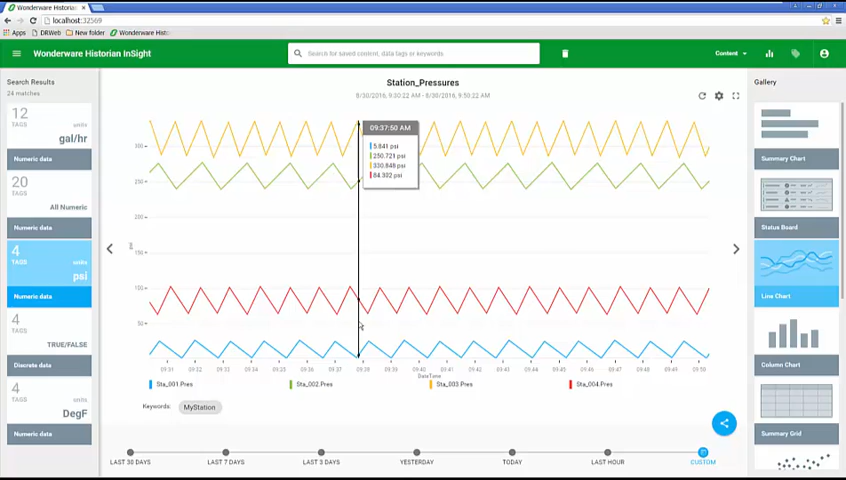 Wonderware Historian InSi
localhost:32569
Apps
DRWeb
New folder
Wonderware Histori
Wonderware Historian InSight
Search for saved content, data tags or keywords
Content
Search Results
24 matches
12
TAGS
units
gal/hr
Numeric data
20
TAGS
All Numeric
Numeric data
4
TAGS
units
psi
Numeric data
4
TAGS
units
TRUE/FALSE
Discrete data
4
TAGS
units
DegF
Numeric data
Station_Pressures
8/30/2016, 9:30:22 AM - 8/30/2016, 9:50:22 AM
09:37:50 AM
5.841 psi
250.721 psi
330.848 psi
84.302 psi
300
250
200
150
100
50
psi
09:31 09:32 09:33 09:34 09:35 09:36 09:37 09:38 09:39 09:40 09:41 09:42 09:43 09:44 09:45 09:46 09:47 09:48 09:49 09:50
DateTime
Sta_001.Pres
Sta_002.Pres
Sta_003.Pres
Sta_004.Pres
Keywords:
MyStation
LAST 30 DAYS
LAST 7 DAYS
LAST 3 DAYS
YESTERDAY
TODAY
LAST HOUR
CUSTOM
Gallery
Summary Chart
Status Board
Line Chart
Column Chart
Summary Grid